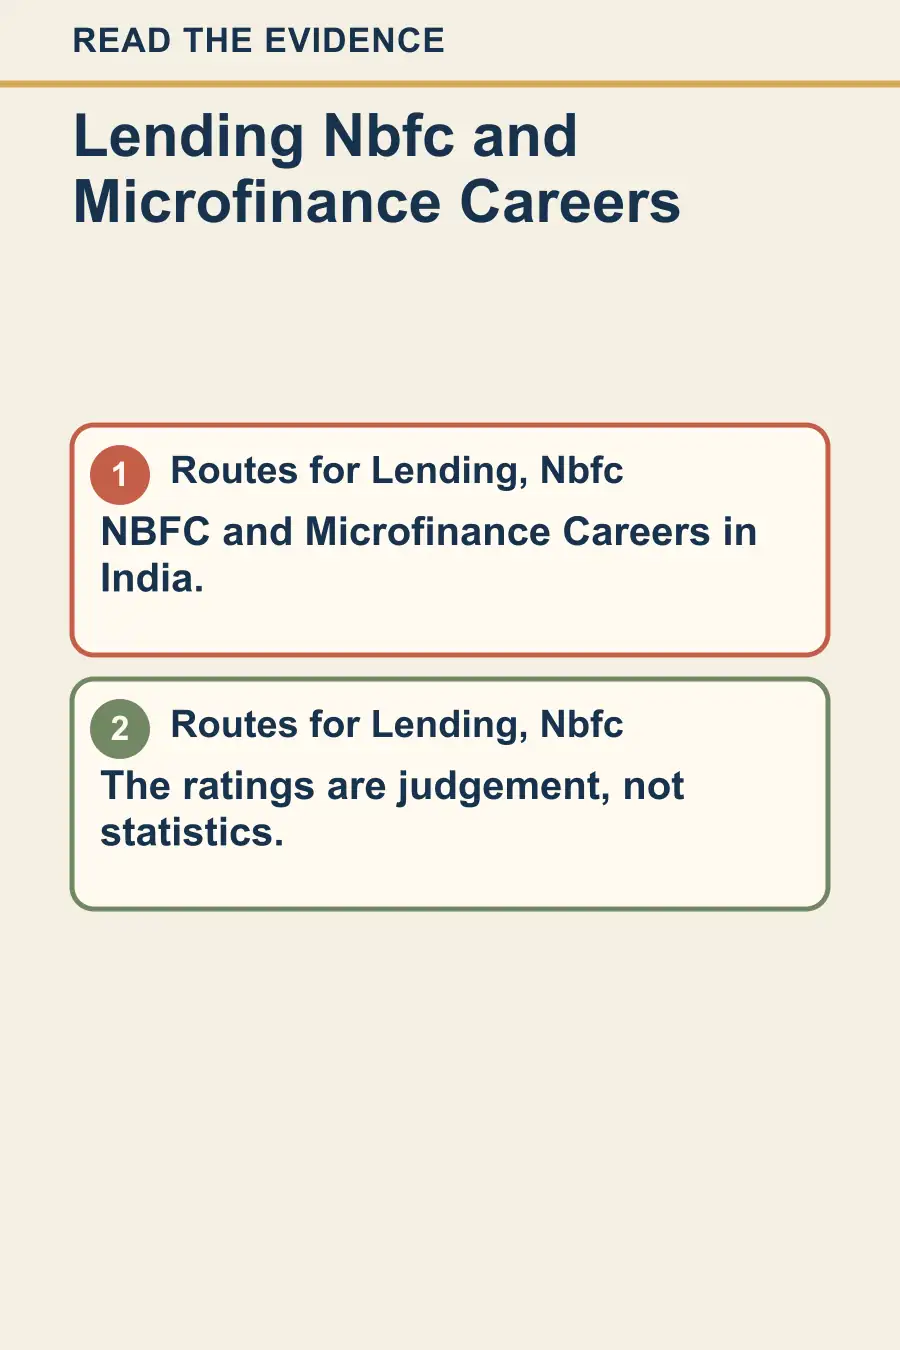 READ THE EVIDENCE
Lending Nbfc and
Microfinance Careers
1 Routes for Lending, Nbfc
NBFC and Microfinance Careers in
India.
2 Routes for Lending, Nbfc
The ratings are judgement, not
statistics.